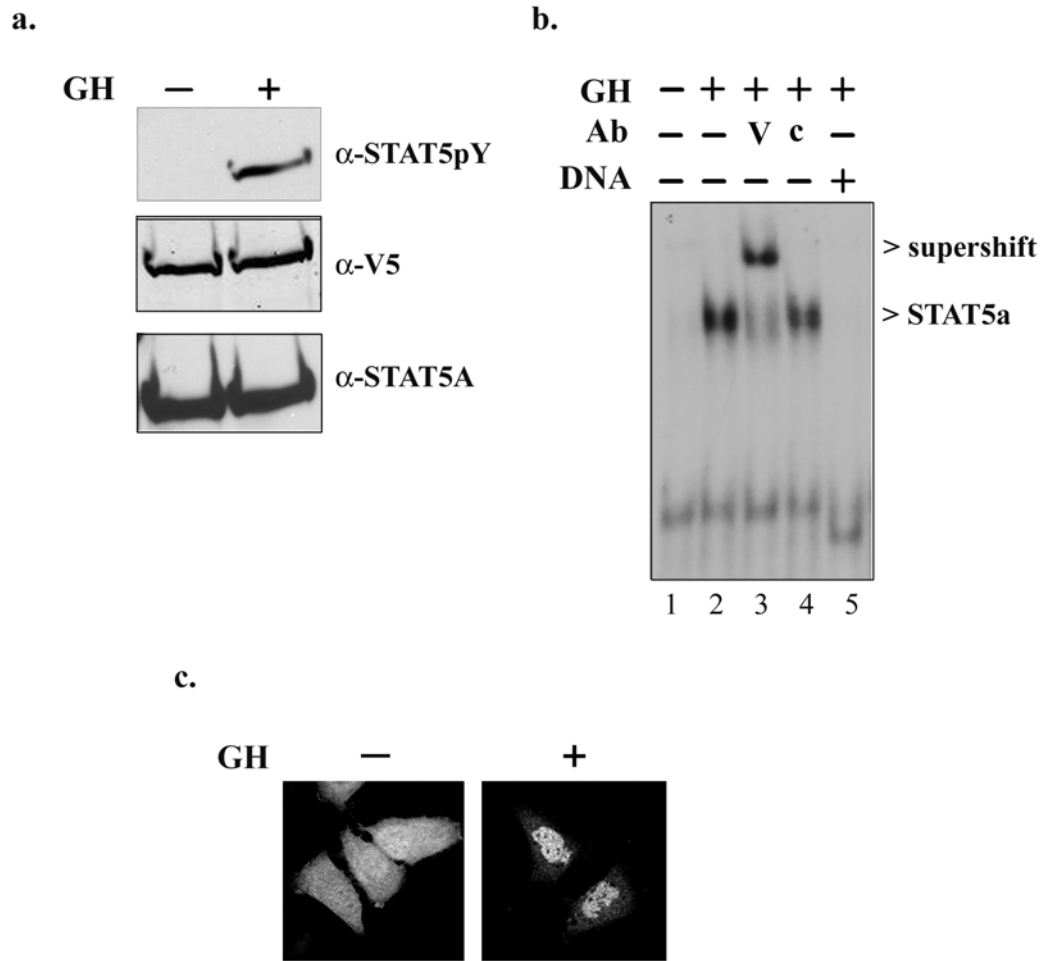 a.
GH − +
α-STAT5pY
α-V5
α-STAT5A
b.
GH − + + + +
Ab − − V c −
DNA − − − − +
> supershift
> STAT5a
1 2 3 4 5
c.
GH − +